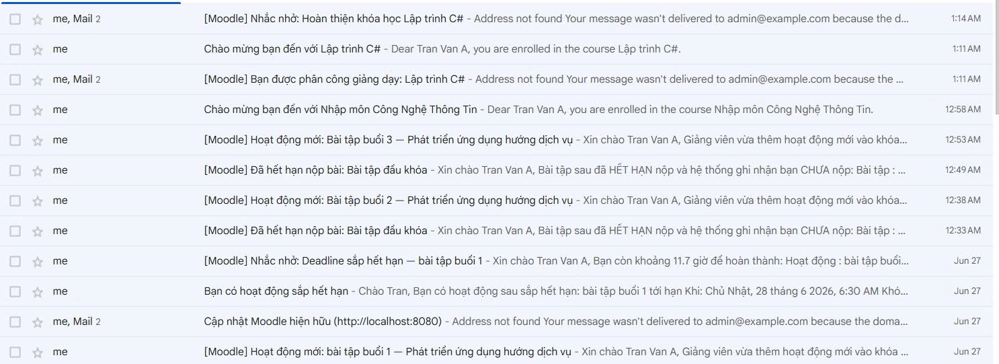 me, Mail 2 [Moodle] Nhắc nhở: Hoàn thiện khóa học Lập trình C# - Address not found Your message wasn't delivered to admin@example.com because the d... 1:14 AM
me Chào mừng bạn đến với Lập trình C# - Dear Tran Van A, you are enrolled in the course Lập trình C#. 1:11 AM
me, Mail 2 [Moodle] Bạn được phân công giảng dạy: Lập trình C# - Address not found Your message wasn't delivered to admin@example.com because the ... 1:11 AM
me Chào mừng bạn đến với Nhập môn Công Nghệ Thông Tin - Dear Tran Van A, you are enrolled in the course Nhập môn Công Nghệ Thông Tin. 12:58 AM
me [Moodle] Hoạt động mới: Bài tập buổi 3 — Phát triển ứng dụng hướng dịch vụ - Xin chào Tran Van A, Giảng viên vừa thêm hoạt động mới vào khóa... 12:53 AM
me [Moodle] Đã hết hạn nộp bài: Bài tập đầu khóa - Xin chào Tran Van A, Bài tập sau đã HẾT HẠN nộp và hệ thống ghi nhận bạn CHƯA nộp: Bài tập : ... 12:49 AM
me [Moodle] Hoạt động mới: Bài tập buổi 2 — Phát triển ứng dụng hướng dịch vụ - Xin chào Tran Van A, Giảng viên vừa thêm hoạt động mới vào khóa... 12:38 AM
me [Moodle] Đã hết hạn nộp bài: Bài tập đầu khóa - Xin chào Tran Van A, Bài tập sau đã HẾT HẠN nộp và hệ thống ghi nhận bạn CHƯA nộp: Bài tập : ... 12:33 AM
me [Moodle] Nhắc nhở: Deadline sắp hết hạn — bài tập buổi 1 - Xin chào Tran Van A, Bạn còn khoảng 11.7 giờ để hoàn thành: Hoạt động : bài tập buổi... Jun 27
me Bạn có hoạt động sắp hết hạn - Chào Tran, Bạn có hoạt động sau sắp hết hạn: bài tập buổi 1 tới hạn Khi: Chủ Nhật, 28 tháng 6 2026, 6:30 AM Khó... Jun 27
me, Mail 2 Cập nhật Moodle hiện hữu (http://localhost:8080) - Address not found Your message wasn't delivered to admin@example.com because the doma... Jun 27
me [Moodle] Hoạt động mới: bài tập buổi 1 — Phát triển ứng dụng hướng dịch vụ - Xin chào Tran Van A, Giảng viên vừa thêm hoạt động mới vào khóa ... Jun 27